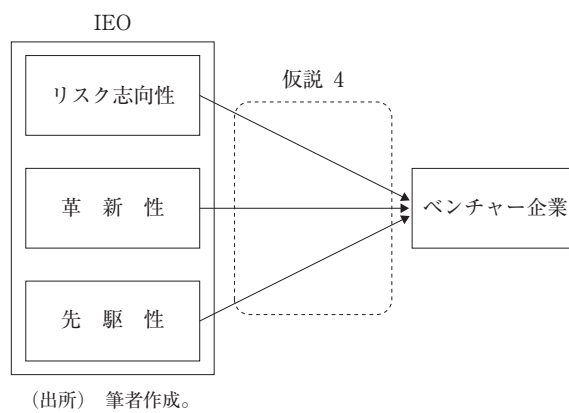 IEO
リスク志向性
仮説 4
革 新 性
ベンチャー企業
先 駆 性
(出所) 筆者作成。